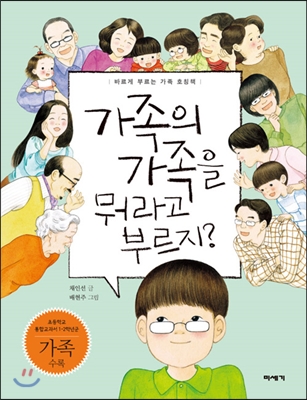 | 바르게 부르는 가족 호칭책 |
가족의
가족을
뭐라고
부르지?
채인선 글
배현주 그림
초등학교
통합교과서 1~2학년군
가족
수록
미세기